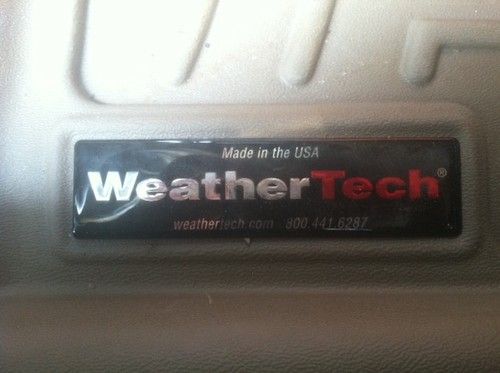 Made in the USA
WeatherTech®
weathertech.com 800.441.6287